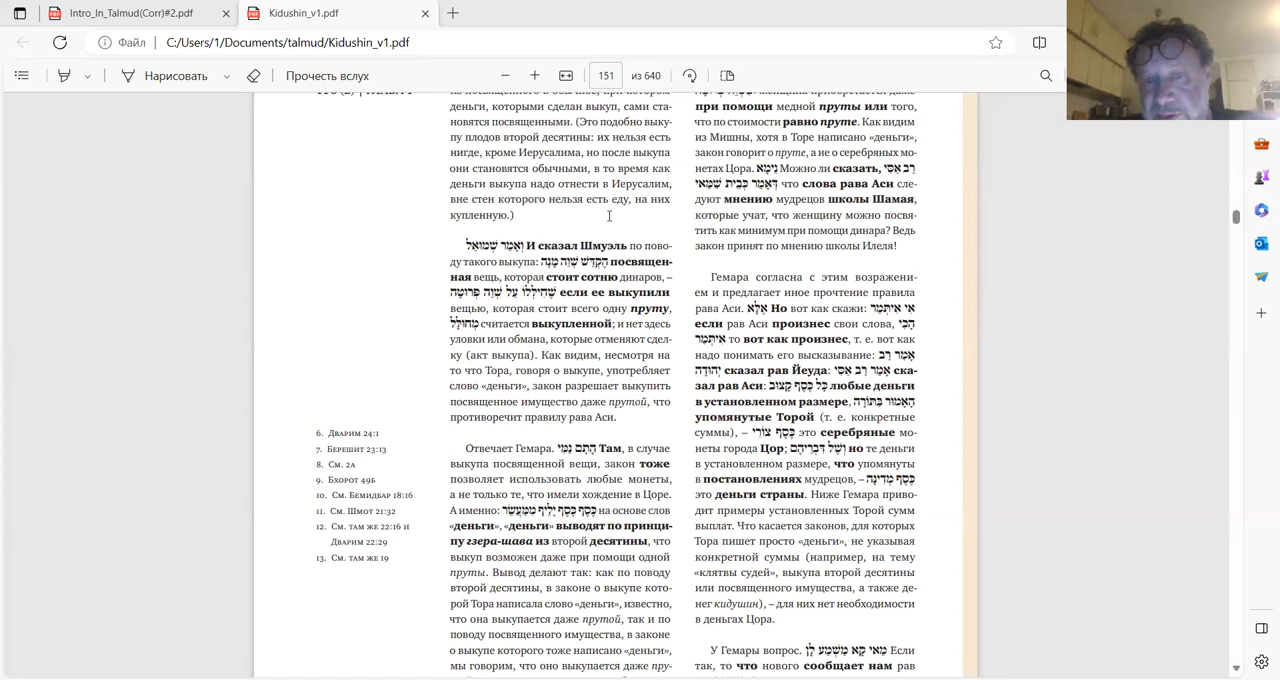 Intro_In_Talmud(Corr)#2.pdf
Kidushin_v1.pdf
Файл
C:/Users/1/Documents/talmud/Kidushin_v1.pdf
Нарисовать
Прочесть вслух
151
из 640
деньги, которыми сделан выкуп, сами ста-
новятся посвященными. (Это подобно выку-
пу плодов второй десятины: их нельзя есть
нигде, кроме Иерусалима, но после выкупа
они становятся обычными, в то время как
деньги выкупа надо отнести в Иерусалим,
вне стен которого нельзя есть еду, на них
купленную.)
וְאָמַר שְׁמוּאֵל И сказал Шмуэль по пово-
ду такого выкупа: הֶקְדֵּשׁ שָׁוֶה מָנֶה посвящен-
ная вещь, которая стоит сотню динаров, –
שֶׁחִילְּלוֹ עַל שָׁוֶה פְּרוּטָה если ее выкупили
вещью, которая стоит всего одну пруту,
מְחוּלָּל считается выкупленной; и нет здесь
уловки или обмана, которые отменяют сдел-
ку (акт выкупа). Как видим, несмотря на
то что Тора, говоря о выкупе, употребляет
слово «деньги», закон разрешает выкупить
посвященное имущество даже прутой, что
противоречит правилу рава Аси.
Отвечает Гемара. הָתָם נַמִי Там, в случае
выкупа посвященной вещи, закон тоже
позволяет использовать любые монеты,
а не только те, что имели хождение в Цоре.
А именно: כֶּסֶף כֶּסֶף יָלֵיף מִמַּעֲשֵׂר на основе слов
«деньги», «деньги» выводят по принци-
пу гзера-шава из второй десятины, что
выкуп возможен даже при помощи одной
пруты. Вывод делают так: как по поводу
второй десятины, в законе о выкупе кото-
рой Тора написала слово «деньги», известно,
что она выкупается даже прутой, так и по
поводу посвященного имущества, в законе
о выкупе которого тоже написано «деньги»,
мы говорим, что оно выкупается даже пру-
6. Дварим 24:1
7. Берешит 23:13
8. См. 2а
9. Бхорот 49б
10. См. Бемидбар 18:16
11. См. Шмот 21:32
12. См. там же 22:16 и
Дварим 22:29
13. См. там же 19
при помощи медной пруты или того,
что по стоимости равно пруте. Как видим
из Мишны, хотя в Торе написано «деньги»,
закон говорит о пруте, а не о серебряных мо-
нетах Цора. נֵימָא Можно ли сказать, רַב אַסִּי
דְּאָמַר כְּבֵית שַׁמַּאי что слова рава Аси сле-
дуют мнению мудрецов школы Шамая,
которые учат, что женщину можно посвя-
тить как минимум при помощи динара? Ведь
закон принят по мнению школы Илеля!
Гемара согласна с этим возражени-
ем и предлагает иное прочтение правила
рава Аси. אֶלָּא Но вот как скажи: אִי אִיתְּמַר
если рав Аси произнес свои слова, הָכִי
אִיתְּמַר то вот как произнес, т. е. вот как
надо понимать его высказывание: אָמַר רַב
יְהוּדָה сказал рав Йеуда: אָמַר רַב אַסִּי ска-
зал рав Аси: כָּל כֶּסֶף קָצוּב любые деньги
в установленном размере, הָאָמוּר בַּתּוֹרָה
упомянутые Торой (т. е. конкретные
суммы), – כֶּסֶף צוֹרִי это серебряные мо-
неты города Цор; וְשֶׁל דִּבְרֵיהֶם но те деньги
в установленном размере, что упомянуты
в постановлениях мудрецов, – כֶּסֶף מְדִינָה
это деньги страны. Ниже Гемара приво-
дит примеры установленных Торой сумм
выплат. Что касается законов, для которых
Тора пишет просто «деньги», не указывая
конкретной суммы (например, на тему
«клятвы судей», выкупа второй десятины
или посвященного имущества, а также де-
нег кидушин), – для них нет необходимости
в деньгах Цора.
У Гемары вопрос. מַאי קָא מַשְׁמַע לַן Если
так, то что нового сообщает нам рав